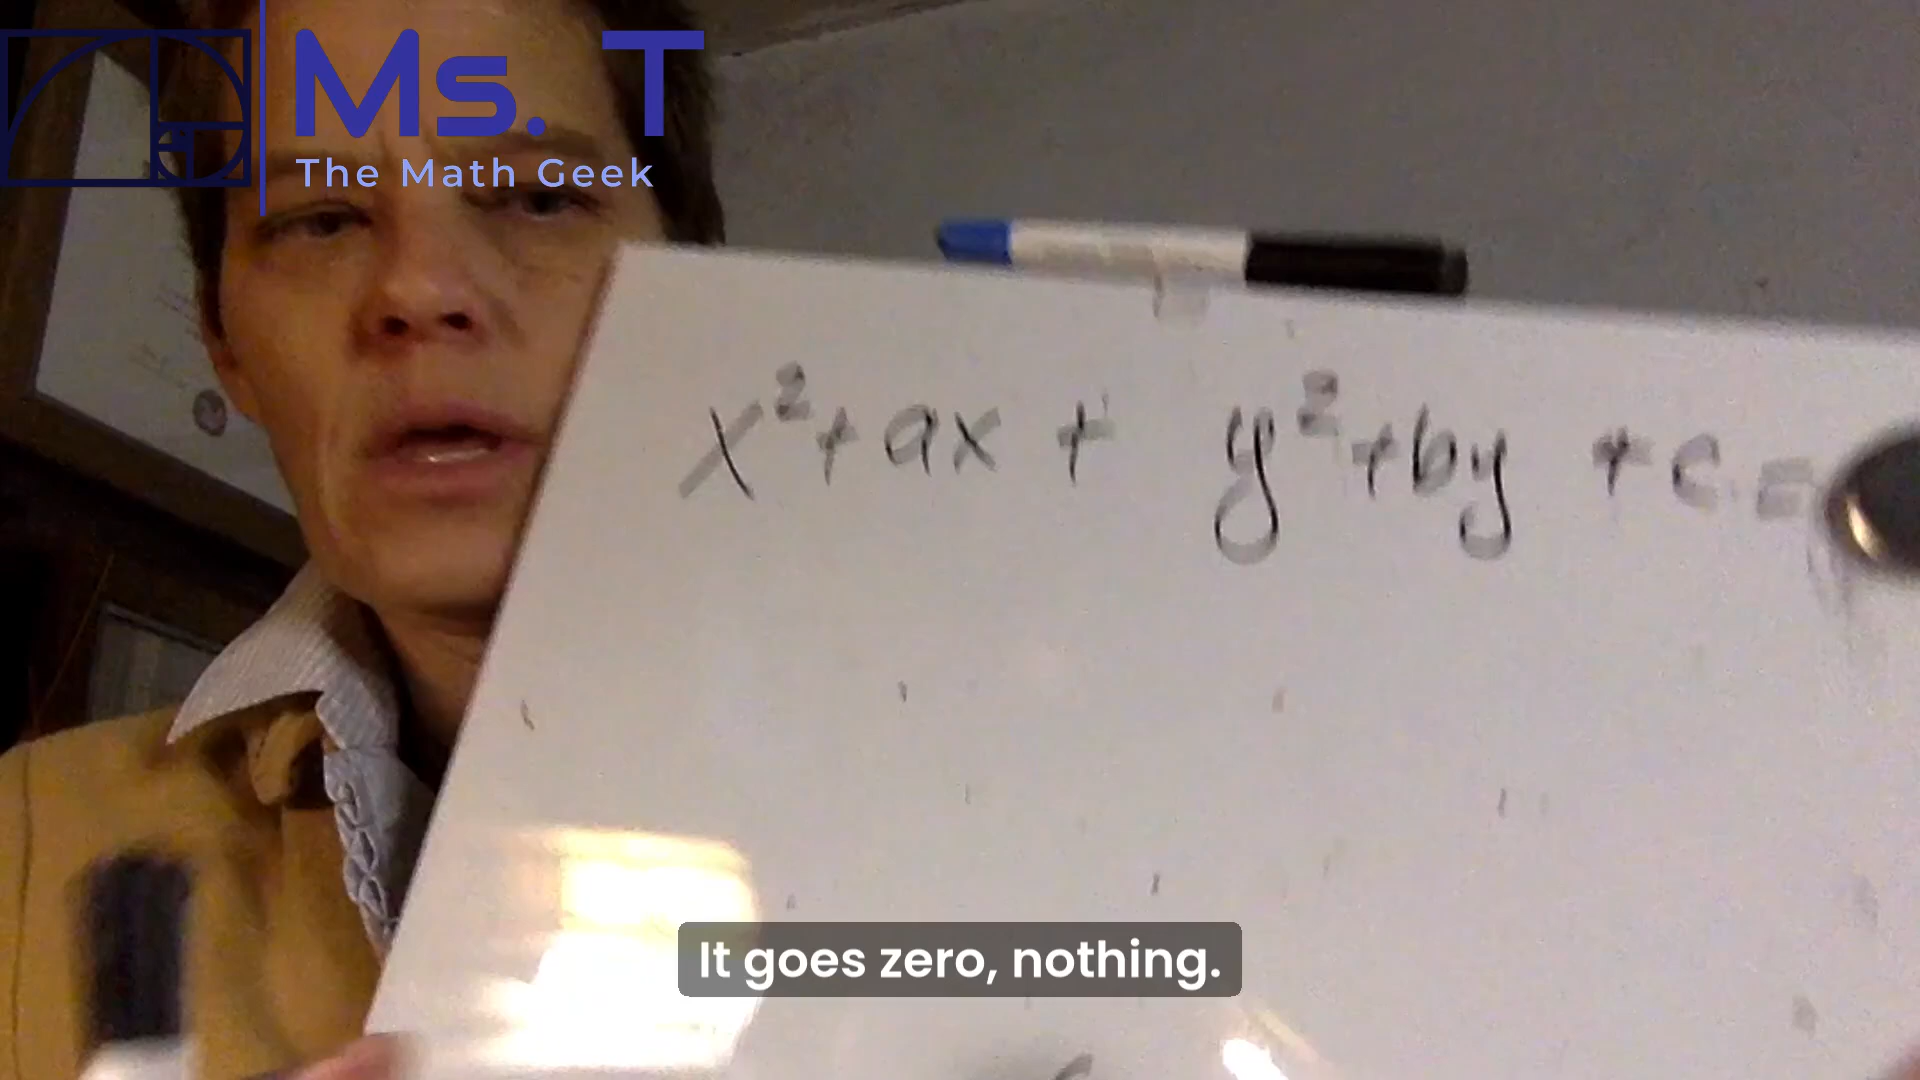 Ms. T
The Math Geek
x²+ax + y²+by +c =
It goes zero, nothing.